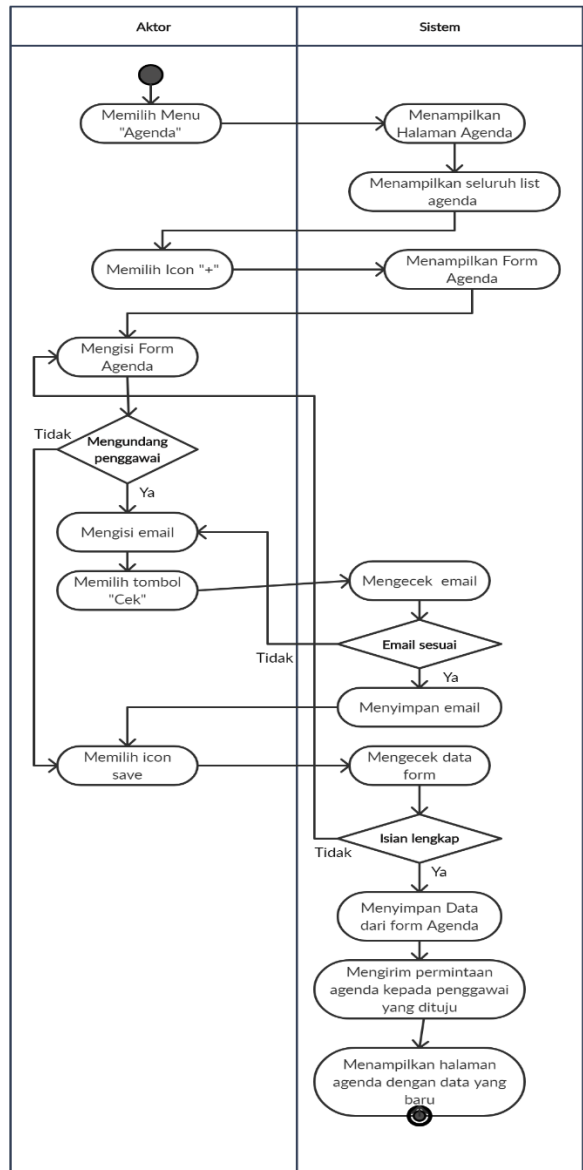 Aktor
Sistem
Memilih Menu
"Agenda"
Menampilkan
Halaman Agenda
Menampilkan seluruh list
agenda
Memilih Icon "+"
Menampilkan Form
Agenda
Mengisi Form
Agenda
Tidak
Mengundang
penggawai
Ya
Mengisi email
Memilih tombol
"Cek"
Mengecek email
Email sesuai
Tidak
Ya
Menyimpan email
Memilih icon
save
Mengecek data
form
Isian lengkap
Tidak
Ya
Menyimpan Data
dari form Agenda
Mengirim permintaan
agenda kepada penggawai
yang dituju
Menampilkan halaman
agenda dengan data yang
baru